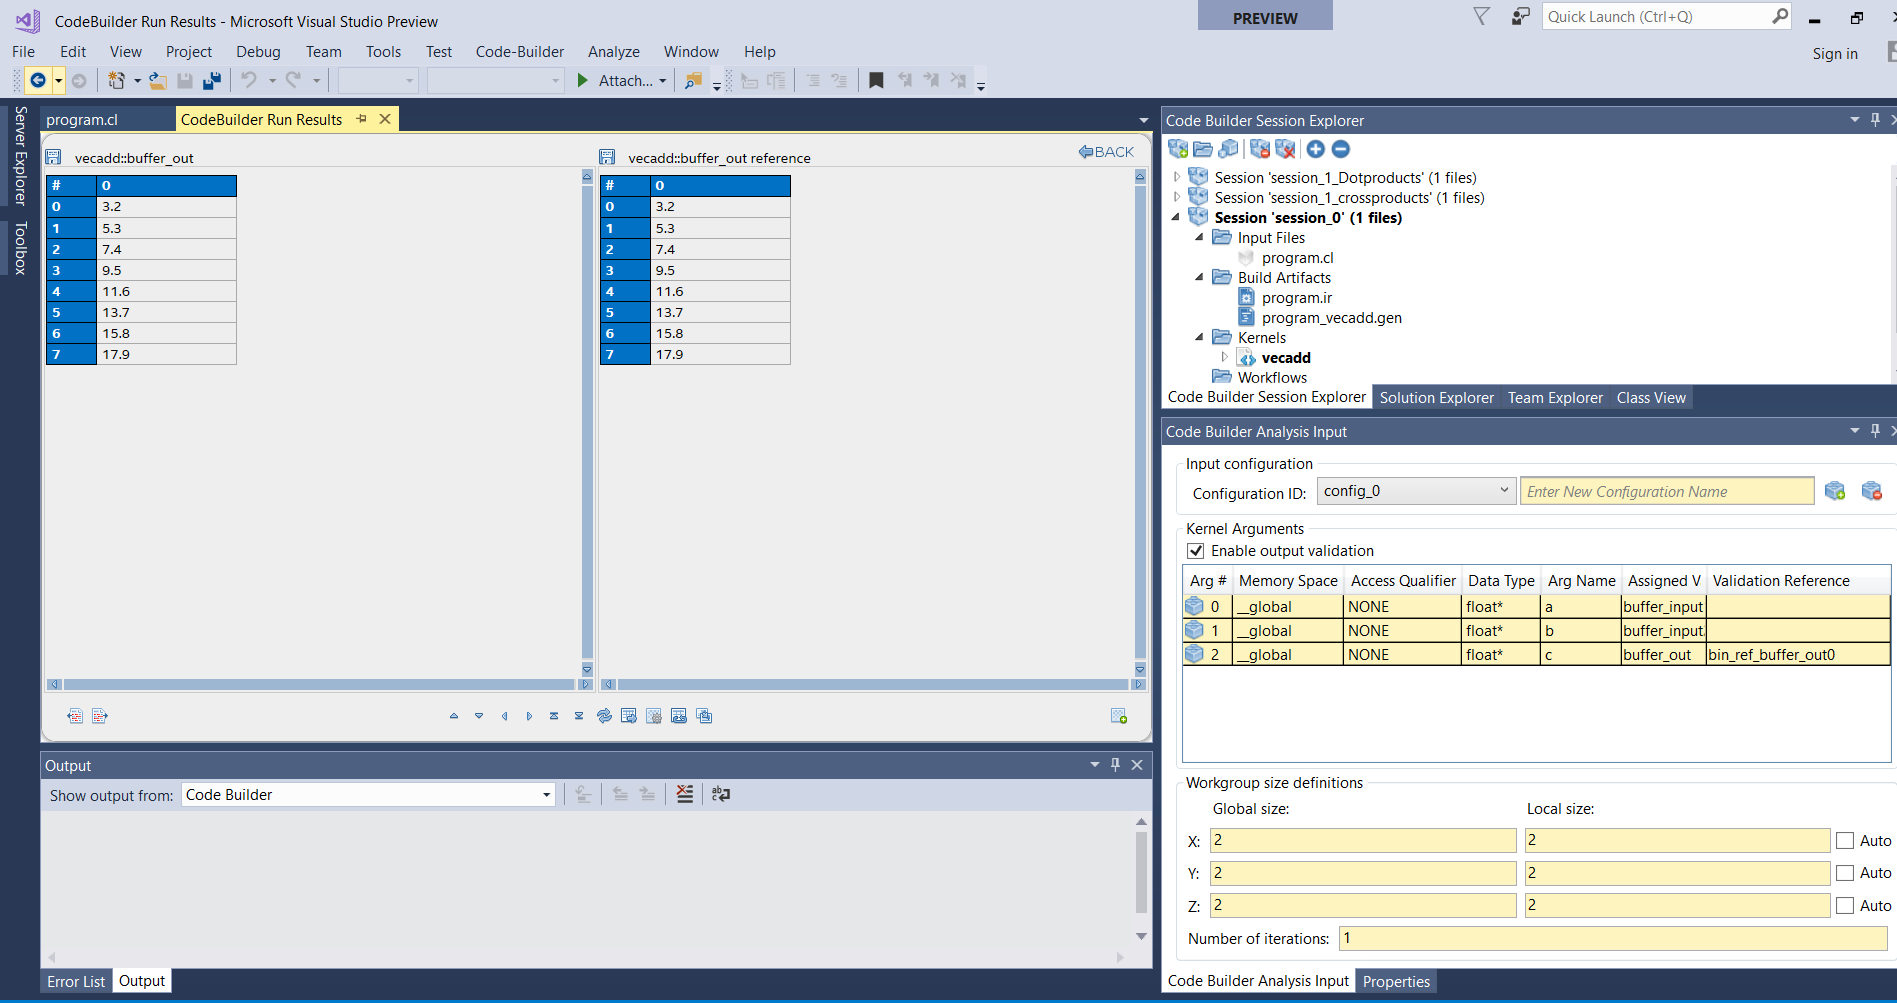 CodeBuilder Run Results - Microsoft Visual Studio Preview
PREVIEW
Quick Launch (Ctrl+Q)
File Edit View Project Debug Team Tools Test Code-Builder Analyze Window Help
Sign in
Attach...
Server Explorer
Toolbox
program.cl
CodeBuilder Run Results
vecadd::buffer_out
# 0
0 3.2
1 5.3
2 7.4
3 9.5
4 11.6
5 13.7
6 15.8
7 17.9
vecadd::buffer_out reference
BACK
# 0
0 3.2
1 5.3
2 7.4
3 9.5
4 11.6
5 13.7
6 15.8
7 17.9
Output
Show output from: Code Builder
Error List Output
Code Builder Session Explorer
Session 'session_1_Dotproducts' (1 files)
Session 'session_1_crossproducts' (1 files)
Session 'session_0' (1 files)
Input Files
program.cl
Build Artifacts
program.ir
program_vecadd.gen
Kernels
vecadd
Workflows
Code Builder Session Explorer Solution Explorer Team Explorer Class View
Code Builder Analysis Input
Input configuration
Configuration ID: config_0 Enter New Configuration Name
Kernel Arguments
Enable output validation
Arg # Memory Space Access Qualifier Data Type Arg Name Assigned V Validation Reference
0 __global NONE float* a buffer_input
1 __global NONE float* b buffer_input
2 __global NONE float* c buffer_out bin_ref_buffer_out0
Workgroup size definitions
Global size: Local size:
X: 2 2 Auto
Y: 2 2 Auto
Z: 2 2 Auto
Number of iterations: 1
Code Builder Analysis Input Properties